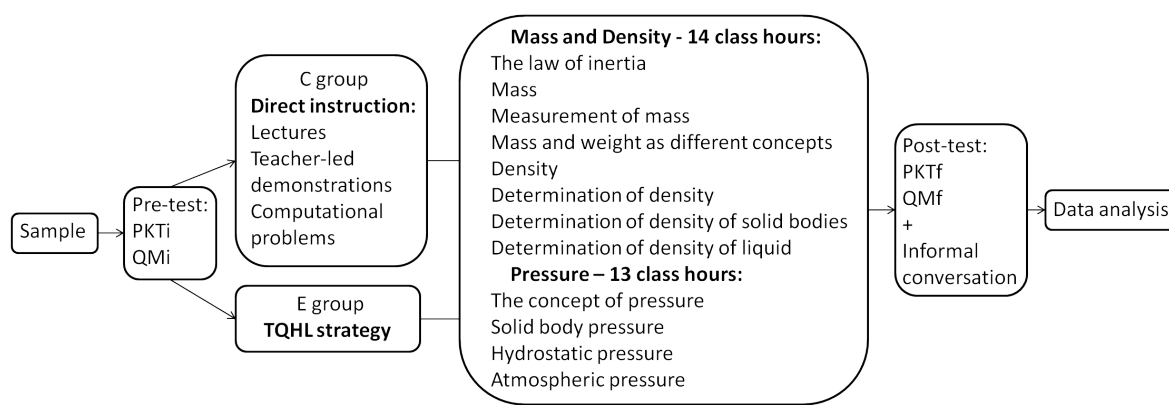 Sample
Pre-test:
PKTi
QMi
C group
Direct instruction:
Lectures
Teacher-led
demonstrations
Computational
problems
E group
TQHL strategy
Mass and Density - 14 class hours:
The law of inertia
Mass
Measurement of mass
Mass and weight as different concepts
Density
Determination of density
Determination of density of solid bodies
Determination of density of liquid
Pressure – 13 class hours:
The concept of pressure
Solid body pressure
Hydrostatic pressure
Atmospheric pressure
Post-test:
PKTf
QMf
+
Informal
conversation
Data analysis